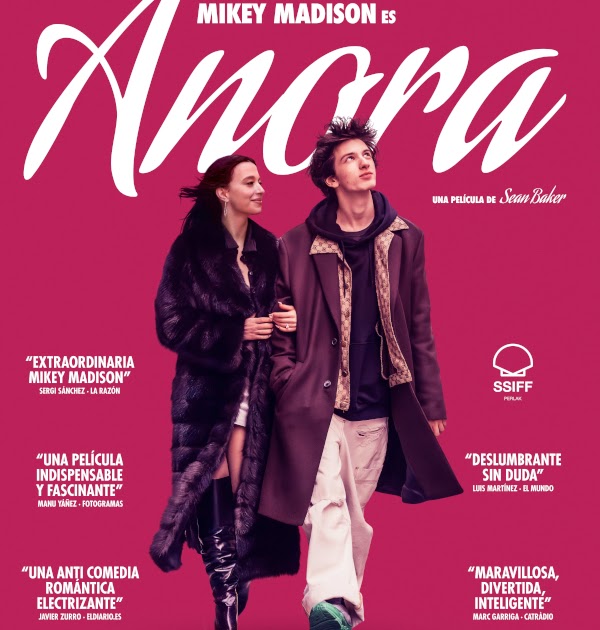 MIKEY MADISON ES
Anora
UNA PELÍCULA DE Sean Baker
“EXTRAORDINARIA
MIKEY MADISON”
SERGI SÁNCHEZ - LA RAZÓN
SSIFF
PERLAK
“UNA PELÍCULA
INDISPENSABLE
Y FASCINANTE”
MANU YÁÑEZ - FOTOGRAMAS
“DESLUMBRANTE
SIN DUDA”
LUIS MARTÍNEZ - EL MUNDO
“UNA ANTI COMEDIA
ROMÁNTICA
ELECTRIZANTE”
JAVIER ZURRO - ELDIARIO.ES
“MARAVILLOSA,
DIVERTIDA,
INTELIGENTE”
MARC GARRIGA - CATRÀDIO